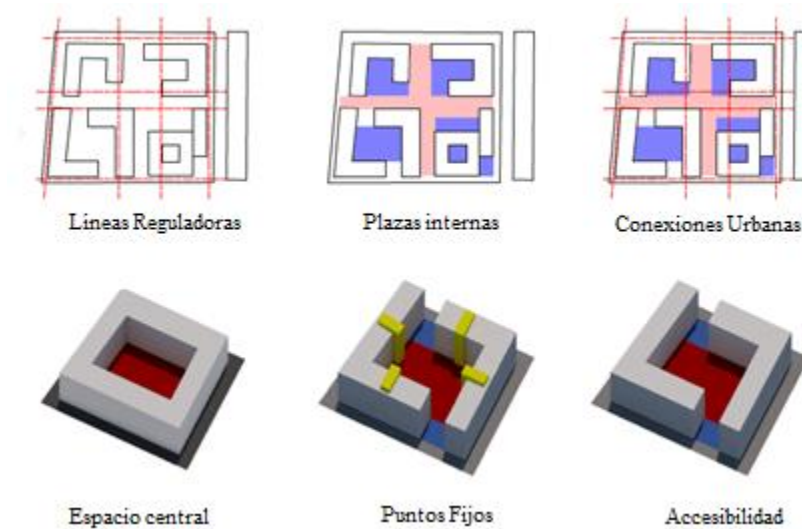 Lineas Reguladoras
Plazas internas
Conexiones Urbanas
Espacio central
Puntos Fijos
Accesibilidad